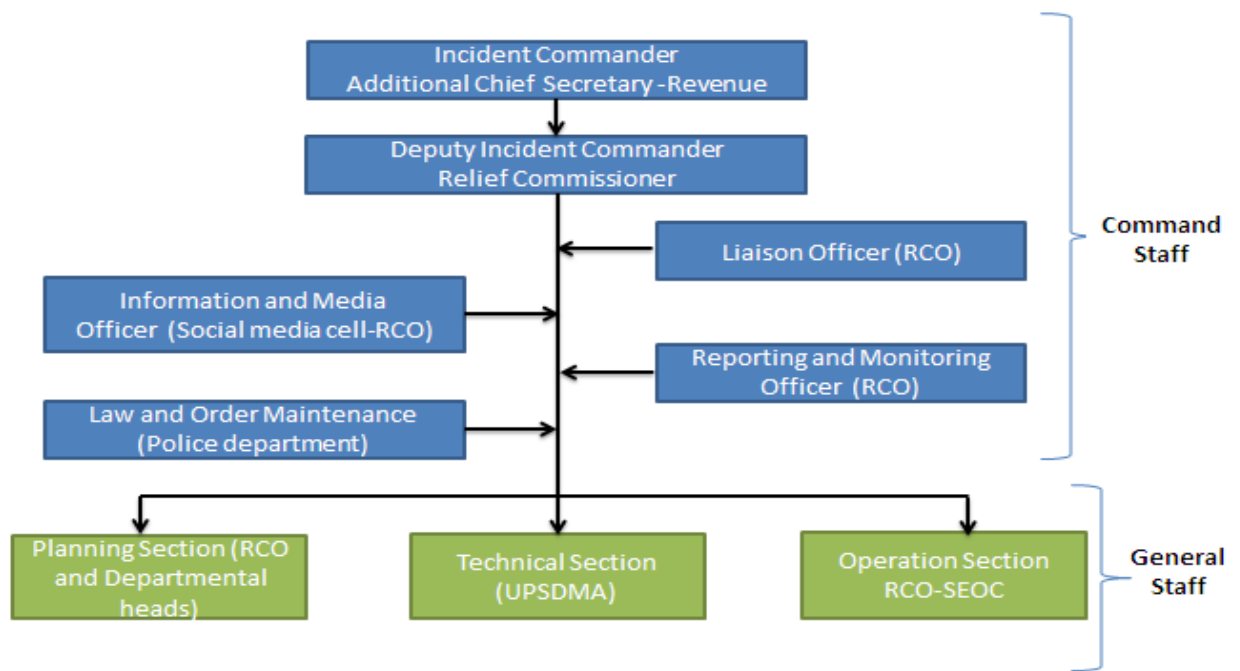 Incident Commander
Additional Chief Secretary -Revenue
Deputy Incident Commander
Relief Commissioner
Liaison Officer (RCO)
Command
Staff
Information and Media
Officer (Social media cell-RCO)
Reporting and Monitoring
Officer (RCO)
Law and Order Maintenance
(Police department)
Planning Section (RCO
and Departmental
heads)
Technical Section
(UPSDMA)
Operation Section
RCO-SEOC
General
Staff